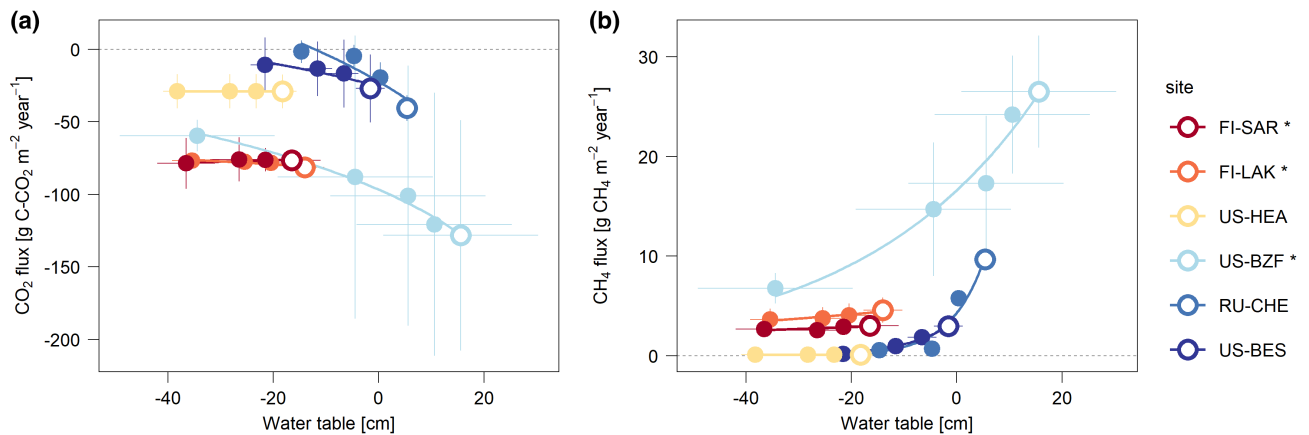 (a)
CO₂ flux [g C-CO₂ m⁻² year⁻¹]
0
-50
-100
-150
-200
-40 -20 0 20
Water table [cm]
(b)
CH₄ flux [g CH₄ m⁻² year⁻¹]
30
20
10
0
-40 -20 0 20
Water table [cm]
site
FI-SAR *
FI-LAK *
US-HEA
US-BZF *
RU-CHE
US-BES